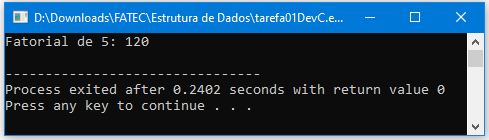 D:\Downloads\FATEC\Estrutura de Dados\tarefa01DevC.e...
Fatorial de 5: 120
--------------------------------
Process exited after 0.2402 seconds with return value 0
Press any key to continue . . .